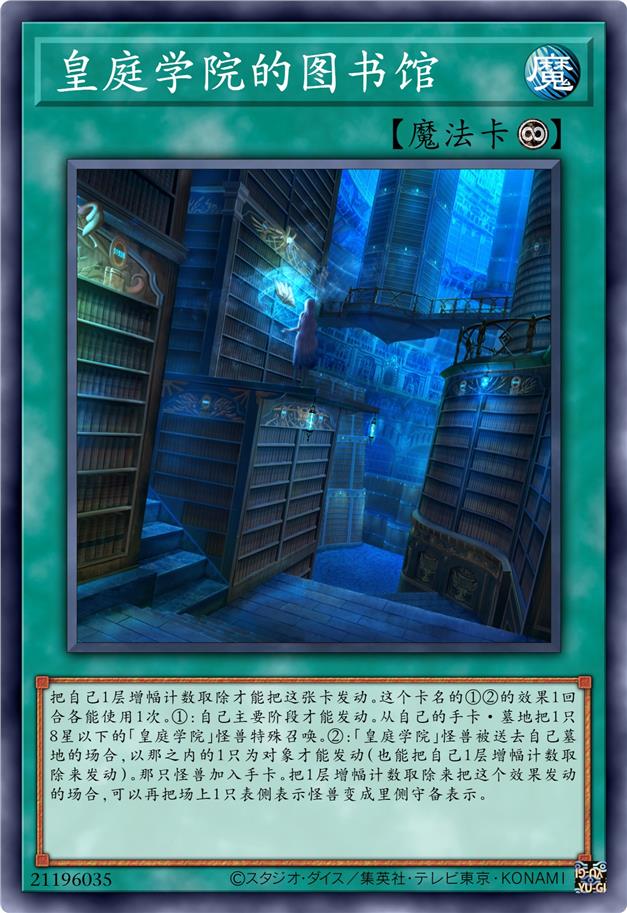 皇庭学院的图书馆
魔
【魔法卡♾】
把自己1层增幅计数取除才能把这张卡发动。这个卡名的①②的效果1回
合各能使用1次。①:自己主要阶段才能发动。从自己的手卡・墓地把1只
8星以下的「皇庭学院」怪兽特殊召唤。②:「皇庭学院」怪兽被送去自己墓
地的场合,以那之内的1只为对象才能发动(也能把自己1层增幅计数取
除来发动)。那只怪兽加入手卡。把1层增幅计数取除来把这个效果发动
的场合,可以再把场上1只表侧表示怪兽变成里侧守备表示。
21196035
©スタジオ・ダイス/集英社・テレビ東京・KONAMI
YU-GI